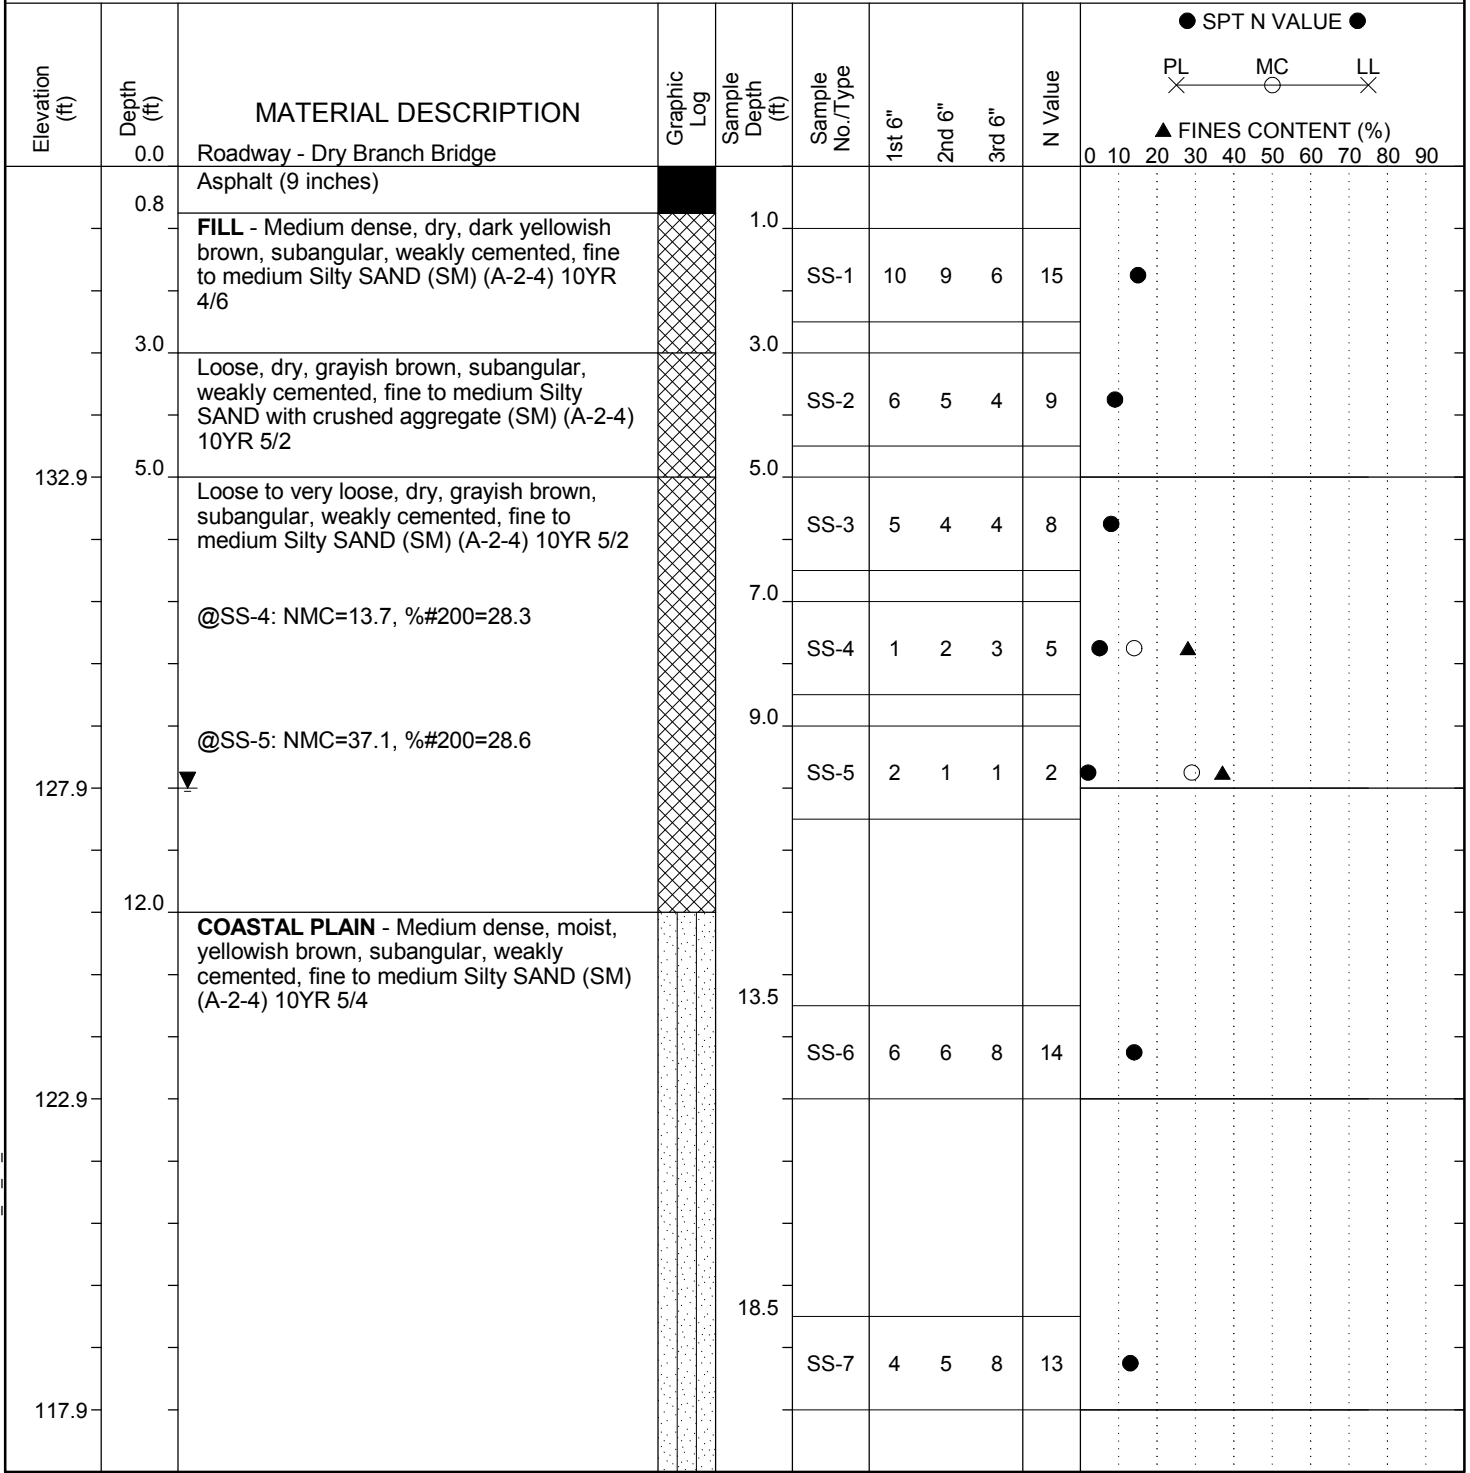 ● SPT N VALUE ●
PL MC LL
▲ FINES CONTENT (%)
0 10 20 30 40 50 60 70 80 90
Elevation
(ft)
Depth
(ft)
MATERIAL DESCRIPTION
Graphic
Log
Sample
Depth
(ft)
Sample
No./Type
1st 6"
2nd 6"
3rd 6"
N Value
0.0 Roadway - Dry Branch Bridge
Asphalt (9 inches)
0.8
FILL - Medium dense, dry, dark yellowish
brown, subangular, weakly cemented, fine
to medium Silty SAND (SM) (A-2-4) 10YR
4/6
1.0
SS-1 10 9 6 15
3.0 3.0
Loose, dry, grayish brown, subangular,
weakly cemented, fine to medium Silty
SAND with crushed aggregate (SM) (A-2-4)
10YR 5/2
SS-2 6 5 4 9
132.9 5.0 5.0
Loose to very loose, dry, grayish brown,
subangular, weakly cemented, fine to
medium Silty SAND (SM) (A-2-4) 10YR 5/2
SS-3 5 4 4 8
7.0
@SS-4: NMC=13.7, %#200=28.3
SS-4 1 2 3 5
9.0
@SS-5: NMC=37.1, %#200=28.6
SS-5 2 1 1 2
127.9
12.0
COASTAL PLAIN - Medium dense, moist,
yellowish brown, subangular, weakly
cemented, fine to medium Silty SAND (SM)
(A-2-4) 10YR 5/4
13.5
SS-6 6 6 8 14
122.9
18.5
SS-7 4 5 8 13
117.9